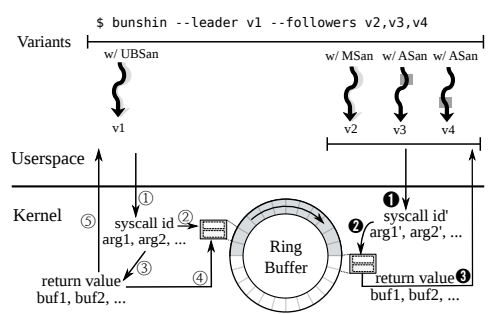 $ bunshin --leader v1 --followers v2,v3,v4
Variants
w/ UBSan
w/ MSan
w/ ASan
w/ ASan
v1
v2
v3
v4
Userspace
Kernel
①
⑤
syscall id
arg1, arg2, ...
②
③
④
return value
buf1, buf2, ...
Ring
Buffer
❶
syscall id'
arg1', arg2', ...
❷
return value
buf1, buf2, ...
❸